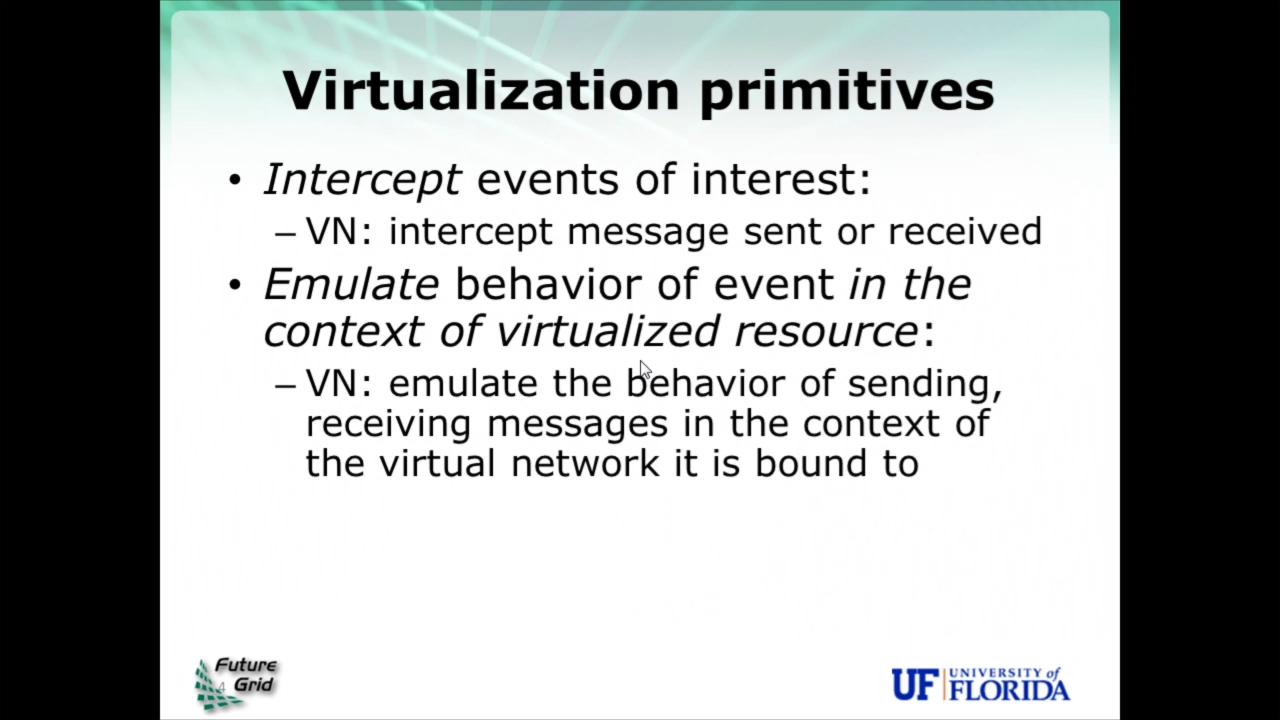 Virtualization primitives
• Intercept events of interest:
– VN: intercept message sent or received
• Emulate behavior of event in the
context of virtualized resource:
– VN: emulate the behavior of sending,
receiving messages in the context of
the virtual network it is bound to
Future
4 Grid
UF UNIVERSITY of
FLORIDA